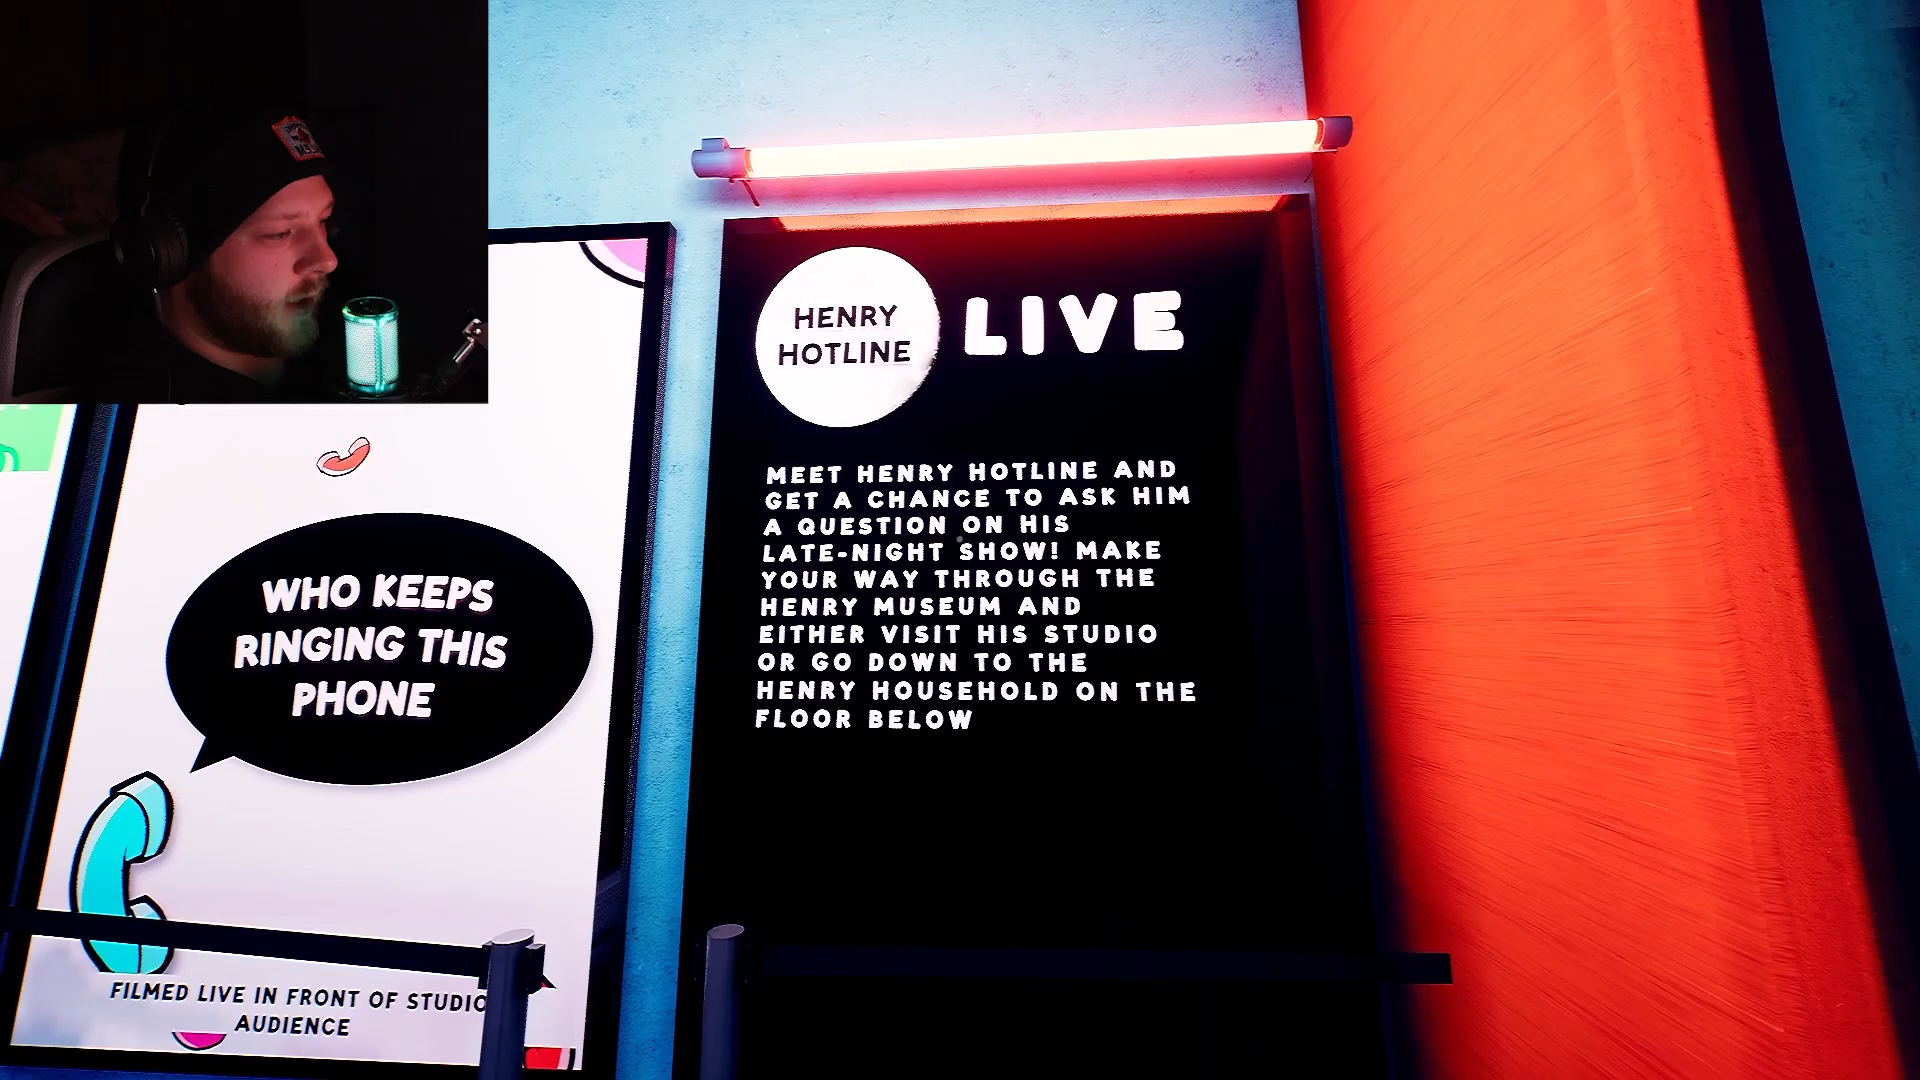 HENRY
HOTLINE
LIVE
MEET HENRY HOTLINE AND
GET A CHANCE TO ASK HIM
A QUESTION ON HIS
LATE-NIGHT SHOW! MAKE
YOUR WAY THROUGH THE
HENRY MUSEUM AND
EITHER VISIT HIS STUDIO
OR GO DOWN TO THE
HENRY HOUSEHOLD ON THE
FLOOR BELOW
WHO KEEPS
RINGING THIS
PHONE
FILMED LIVE IN FRONT OF STUDIO
AUDIENCE